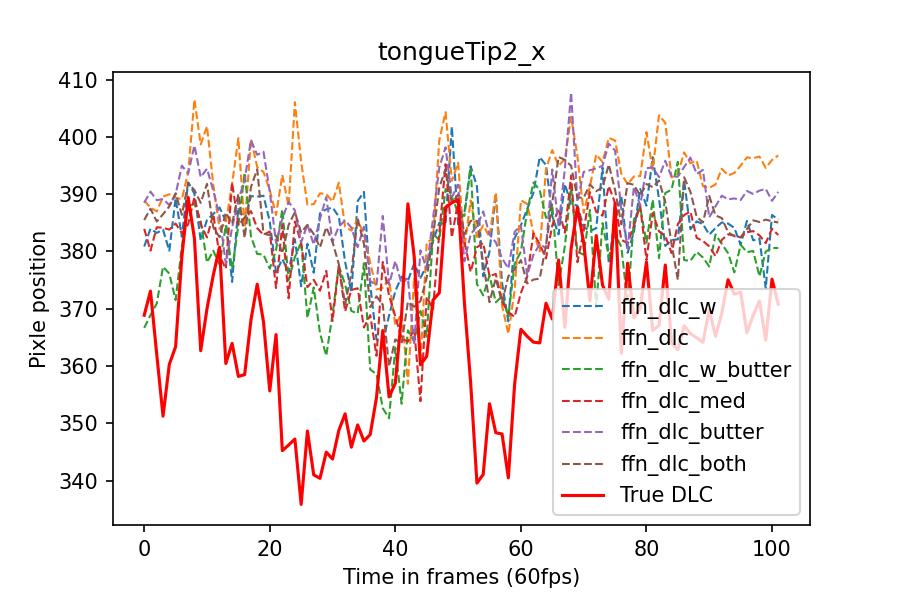 tongueTip2_x
410
400
390
380
370
360
350
340
Pixle position
0 20 40 60 80 100
Time in frames (60fps)
ffn_dlc_w
ffn_dlc
ffn_dlc_w_butter
ffn_dlc_med
ffn_dlc_butter
ffn_dlc_both
True DLC